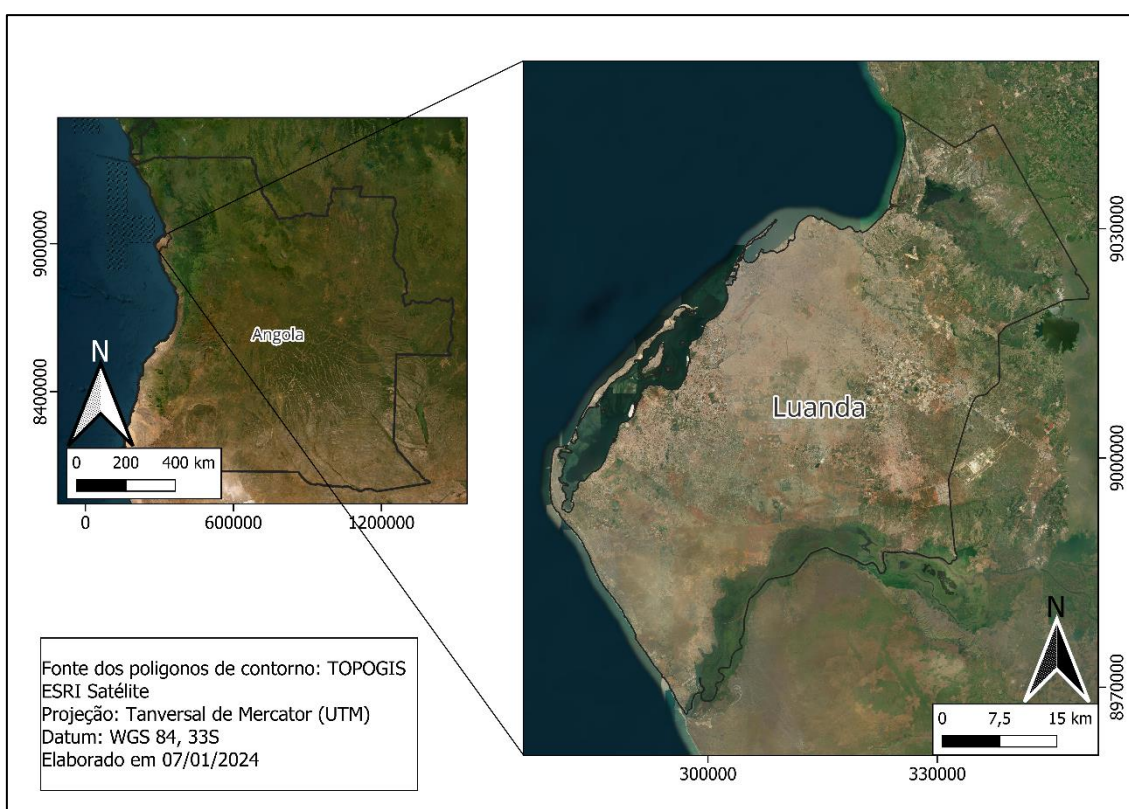 9000000
8400000
Angola
N
0 200 400 km
0 600000 1200000
Luanda
9030000
9000000
8970000
N
0 7,5 15 km
300000 330000
Fonte dos poligonos de contorno: TOPOGIS
ESRI Satélite
Projeção: Tanversal de Mercator (UTM)
Datum: WGS 84, 33S
Elaborado em 07/01/2024